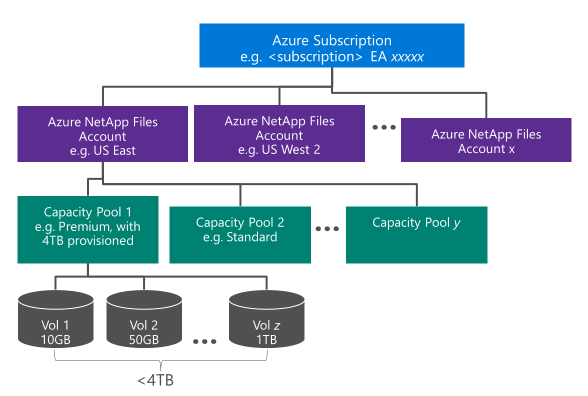 Azure Subscription
e.g. <subscription> EA xxxxx
Azure NetApp Files
Account
e.g. US East
Azure NetApp Files
Account
e.g. US West 2
Azure NetApp Files
Account x
Capacity Pool 1
e.g. Premium, with
4TB provisioned
Capacity Pool 2
e.g. Standard
Capacity Pool y
Vol 1
10GB
Vol 2
50GB
Vol z
1TB
<4TB